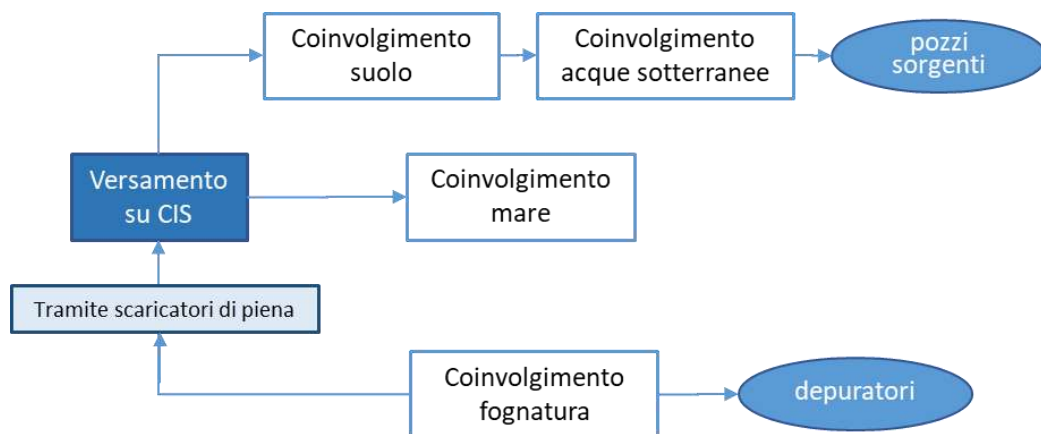 Coinvolgimento
suolo
Coinvolgimento
acque sotterranee
pozzi
sorgenti
Versamento
su CIS
Coinvolgimento
mare
Tramite scaricatori di piena
Coinvolgimento
fognatura
depuratori